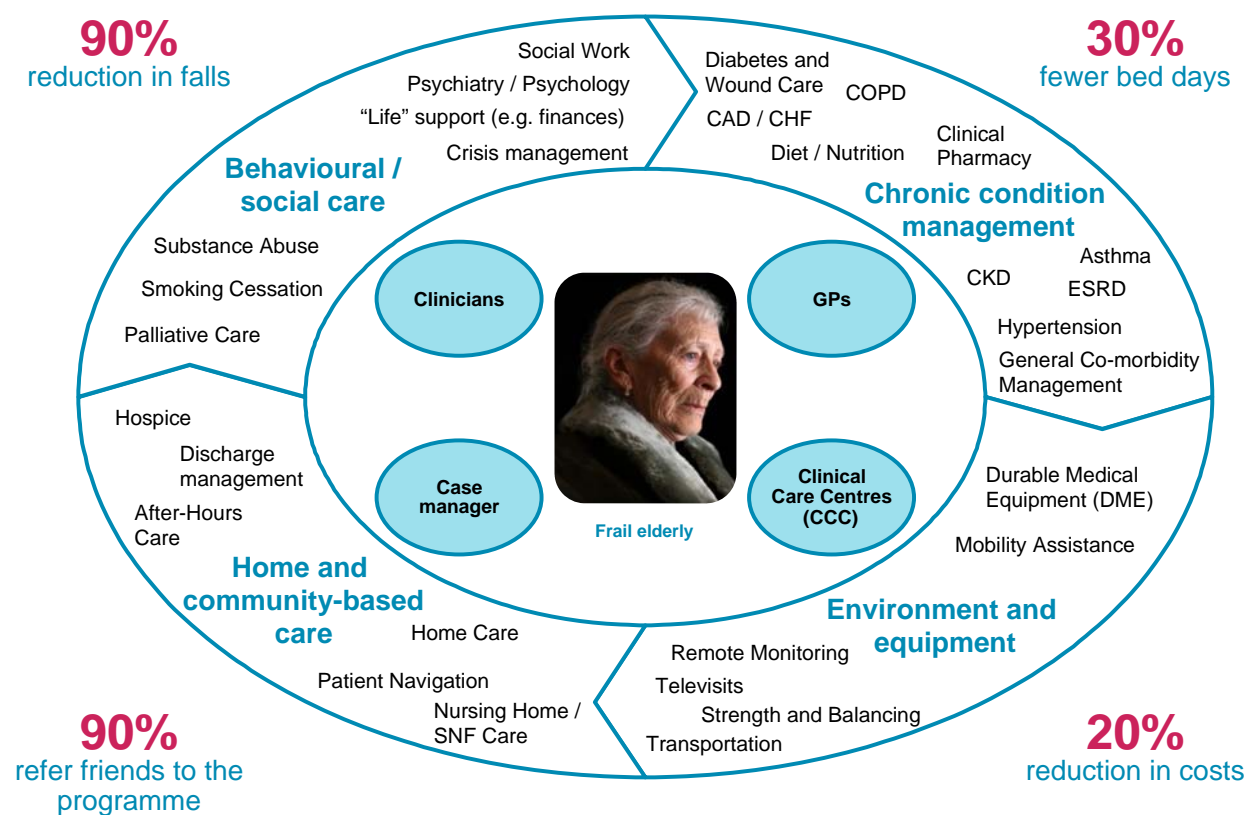 90%
reduction in falls
30%
fewer bed days
Social Work
Psychiatry / Psychology
“Life” support (e.g. finances)
Crisis management
Behavioural /
social care
Substance Abuse
Smoking Cessation
Palliative Care
Diabetes and
Wound Care
COPD
CAD / CHF
Clinical
Pharmacy
Diet / Nutrition
Chronic condition
management
Asthma
CKD
ESRD
Hypertension
General Co-morbidity
Management
Clinicians
GPs
Case
manager
Clinical
Care Centres
(CCC)
Frail elderly
Hospice
Discharge
management
After-Hours
Care
Home and
community-based
care
Home Care
Patient Navigation
Nursing Home /
SNF Care
Durable Medical
Equipment (DME)
Mobility Assistance
Environment and
equipment
Remote Monitoring
Televisits
Strength and Balancing
Transportation
90%
refer friends to the
programme
20%
reduction in costs